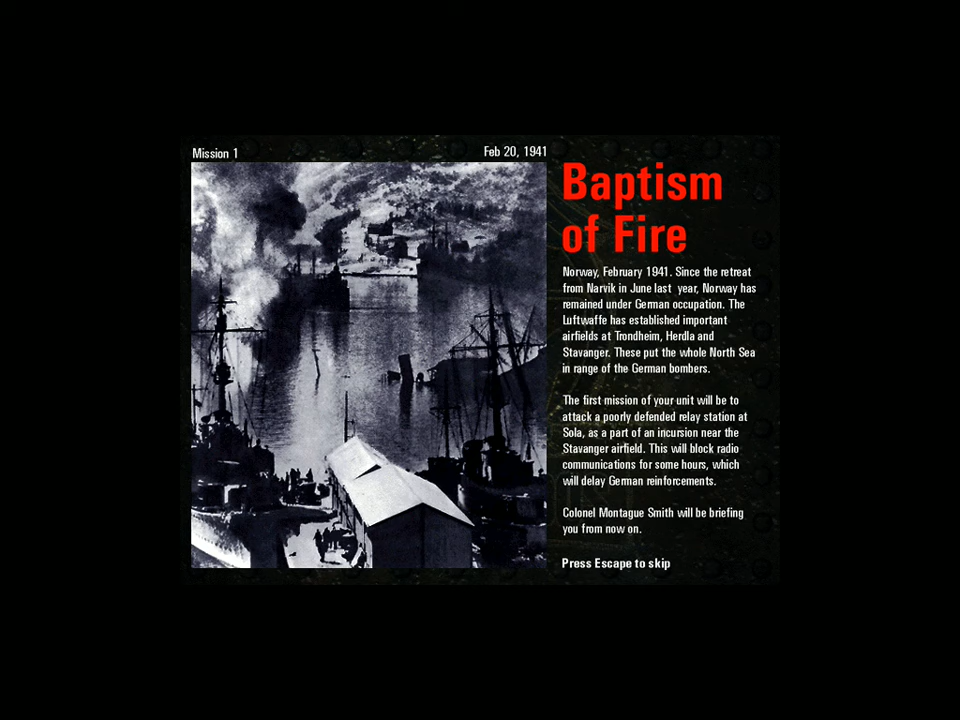 Mission 1
Feb 20, 1941
Baptism
of Fire
Norway, February 1941. Since the retreat
from Narvik in June last  year, Norway has
remained under German occupation. The
Luftwaffe has established important
airfields at Trondheim, Herdla and
Stavanger. These put the whole North Sea
in range of the German bombers.
The first mission of your unit will be to
attack a poorly defended relay station at
Sola, as a part of an incursion near the
Stavanger airfield. This will block radio
communications for some hours, which
will delay German reinforcements.
Colonel Montague Smith will be briefing
you from now on.
Press Escape to skip